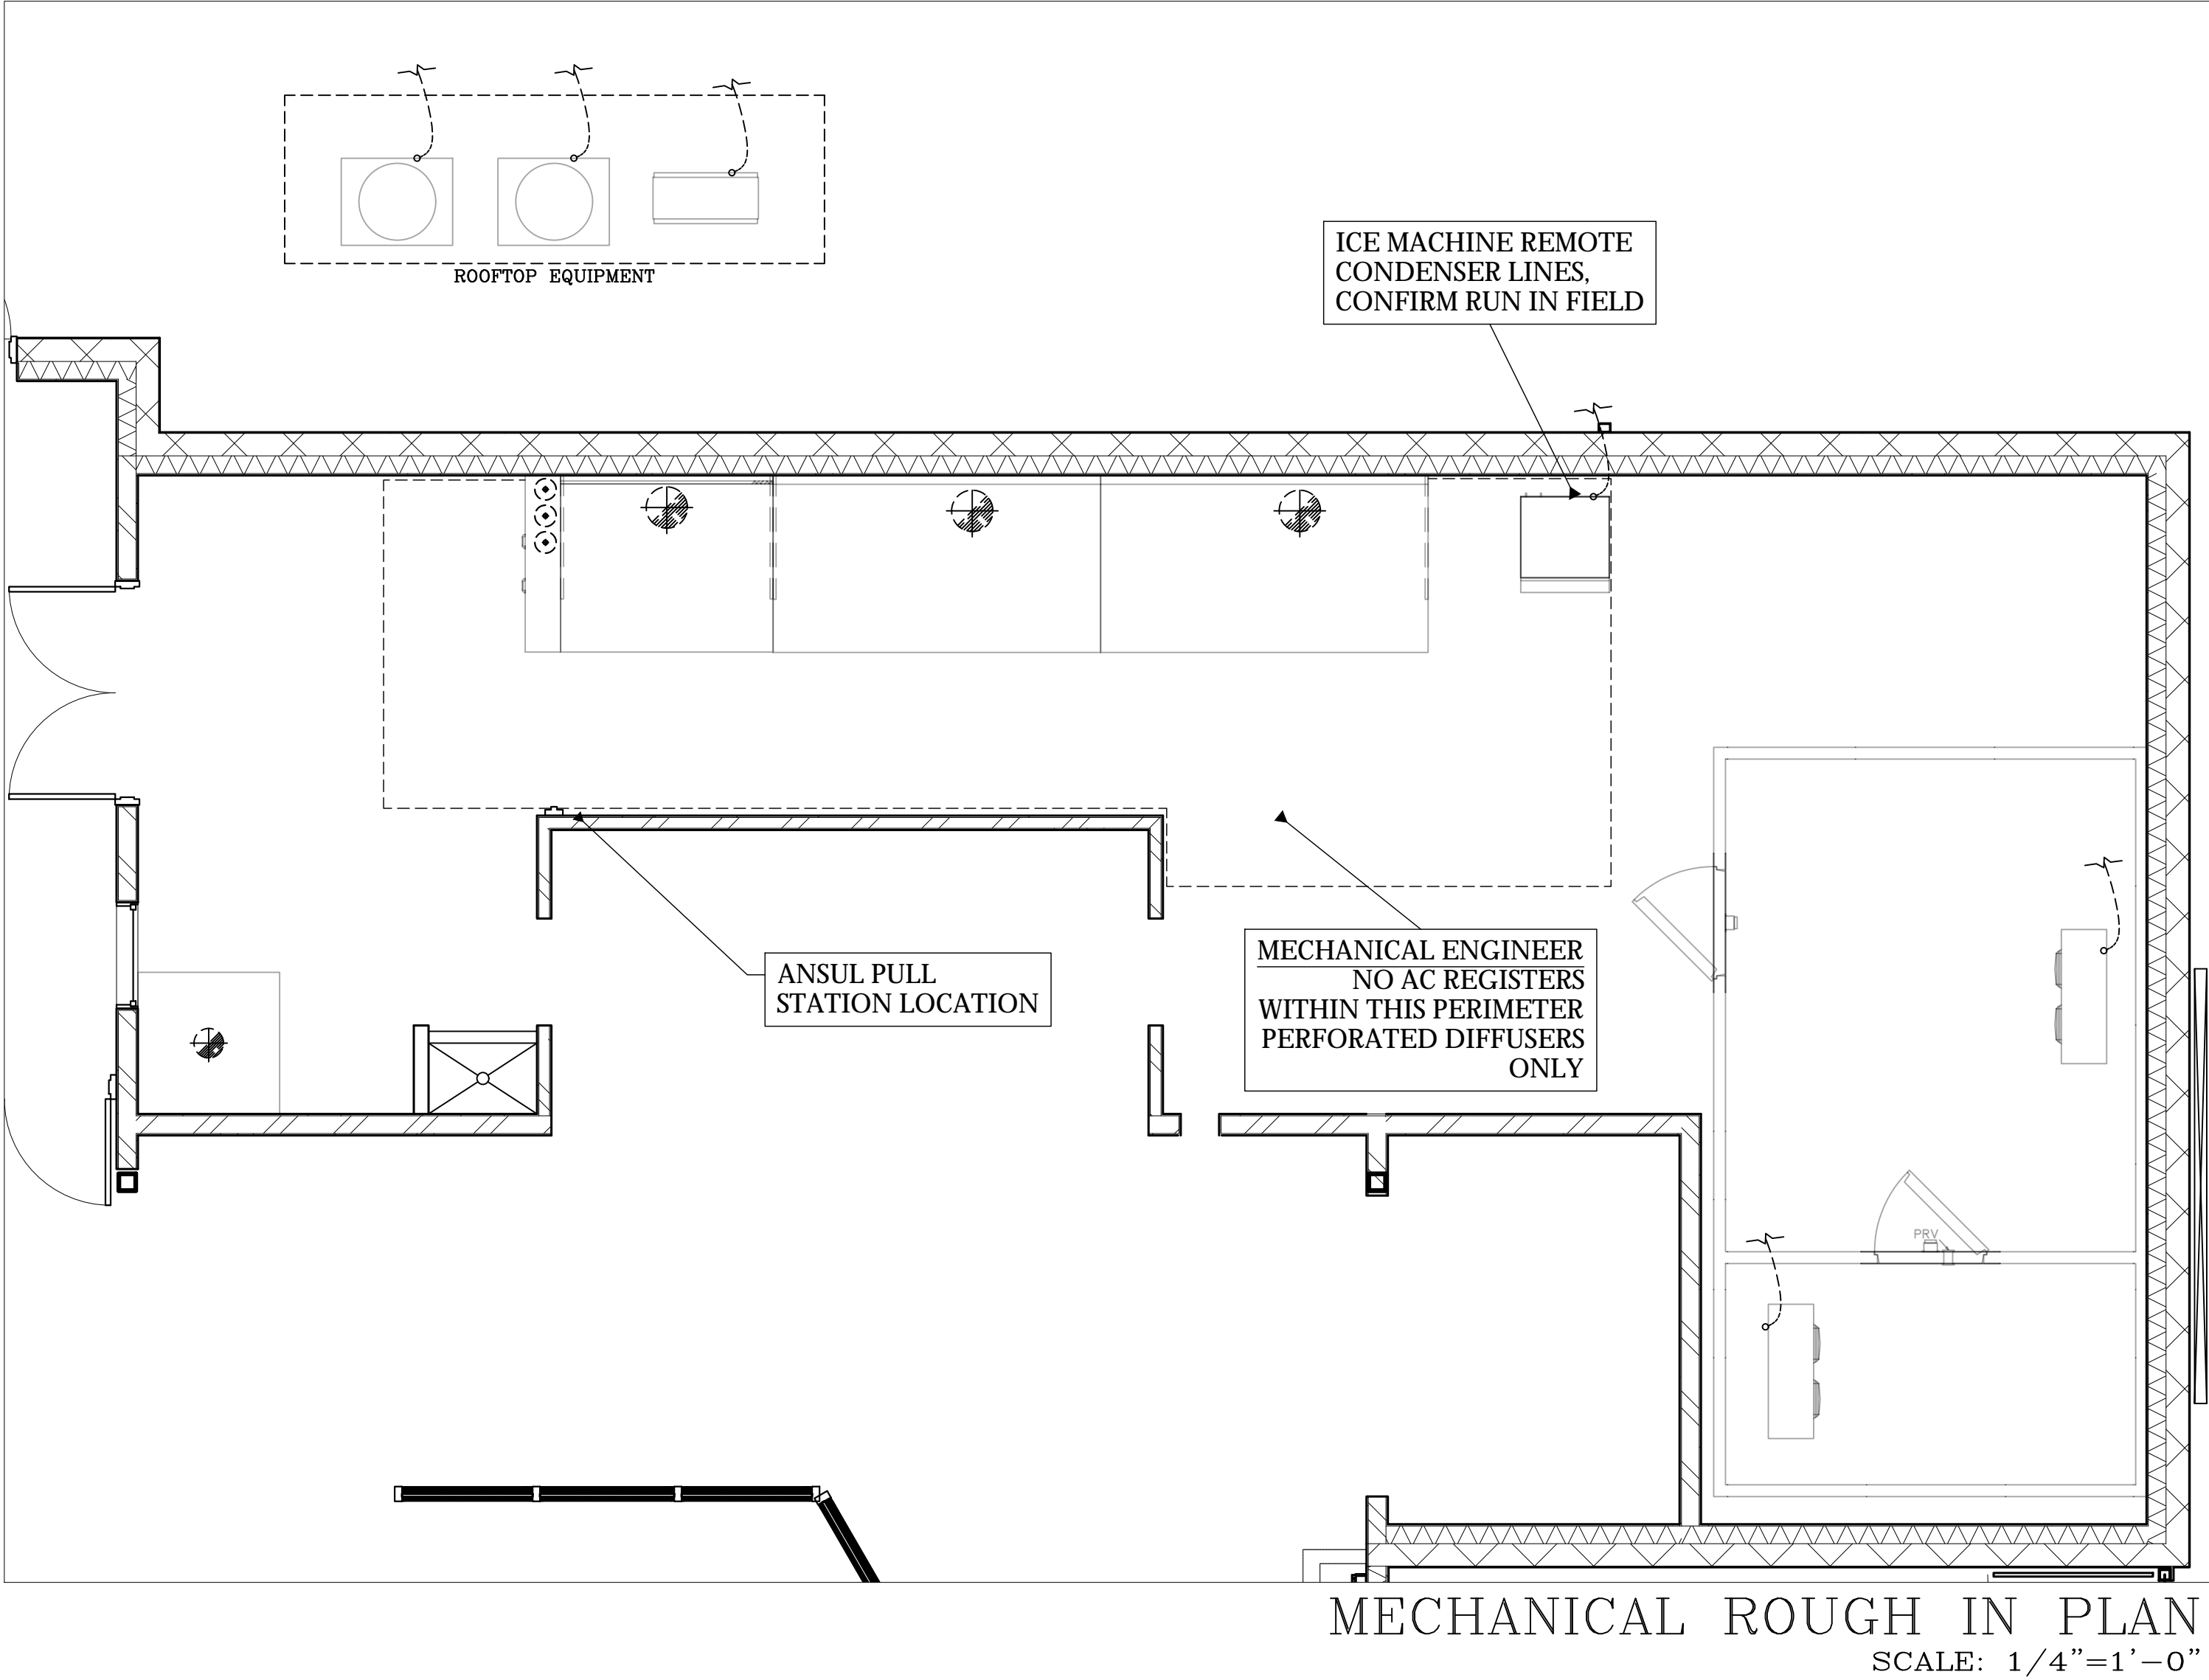 ROOFTOP EQUIPMENT
ICE MACHINE REMOTE
CONDENSER LINES,
CONFIRM RUN IN FIELD
ANSUL PULL
STATION LOCATION
MECHANICAL ENGINEER
NO AC REGISTERS
WITHIN THIS PERIMETER
PERFORATED DIFFUSERS
ONLY
PRV
MECHANICAL ROUGH IN PLAN
SCALE: 1/4"=1'-0"